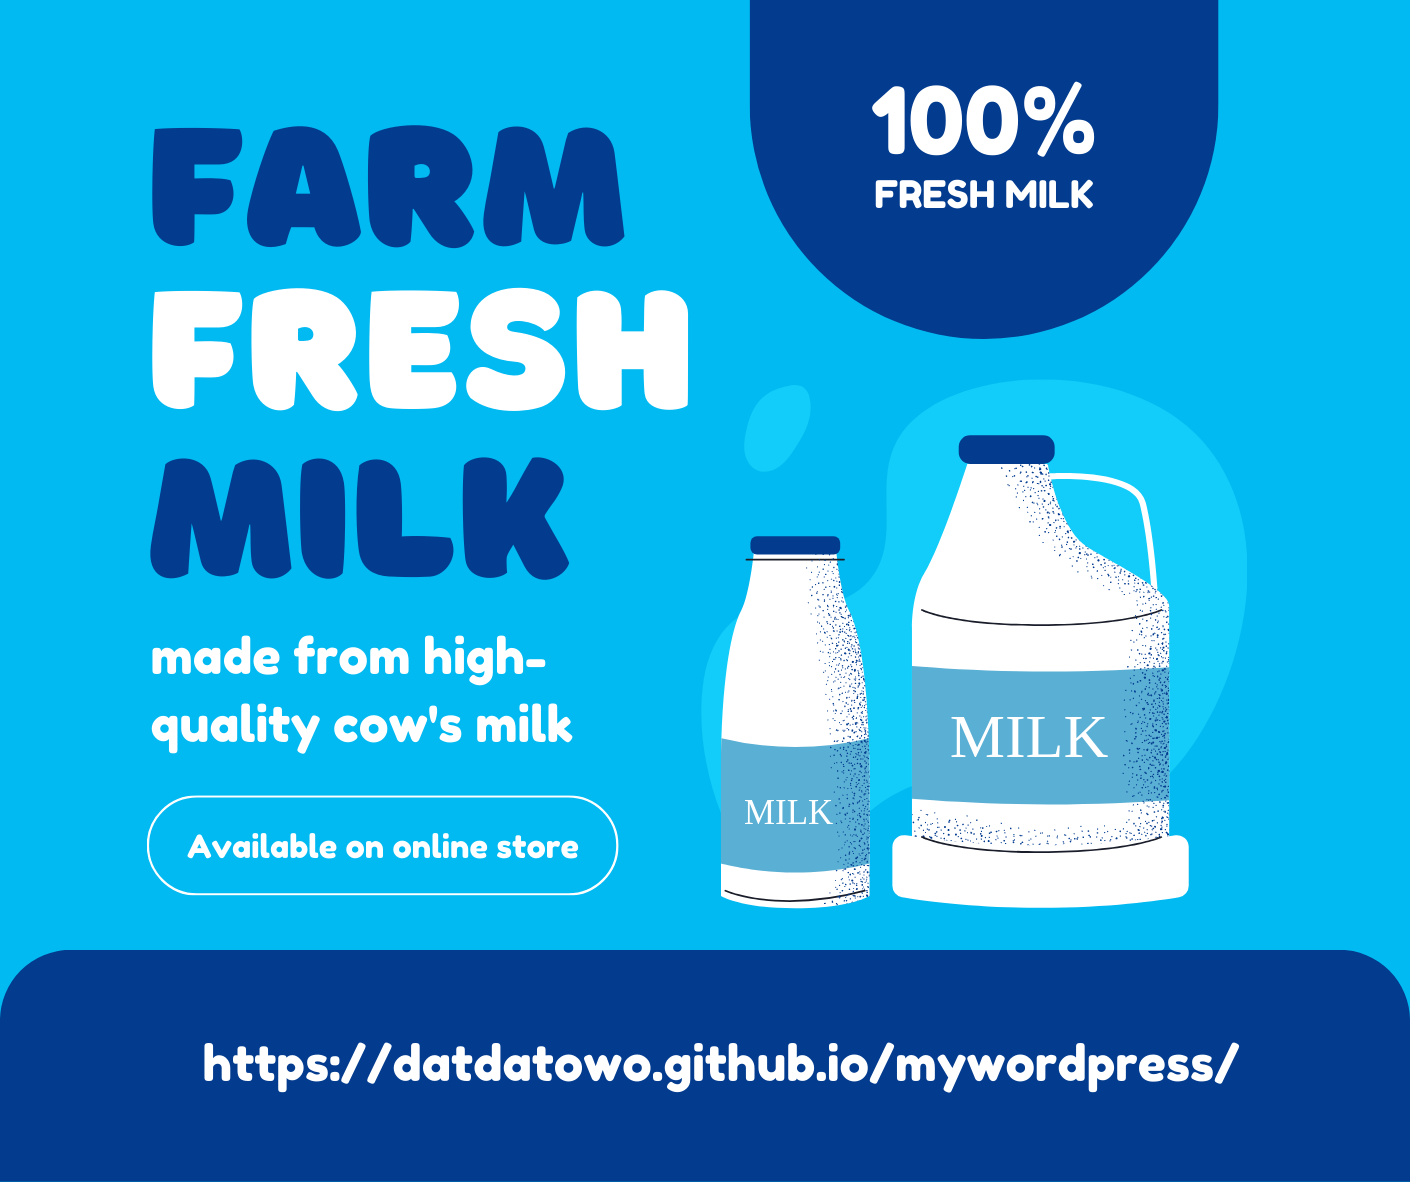 100%
FRESH MILK
FARM
FRESH
MILK
made from high-
quality cow's milk
Available on online store
MILK
MILK
https://datdatowo.github.io/mywordpress/